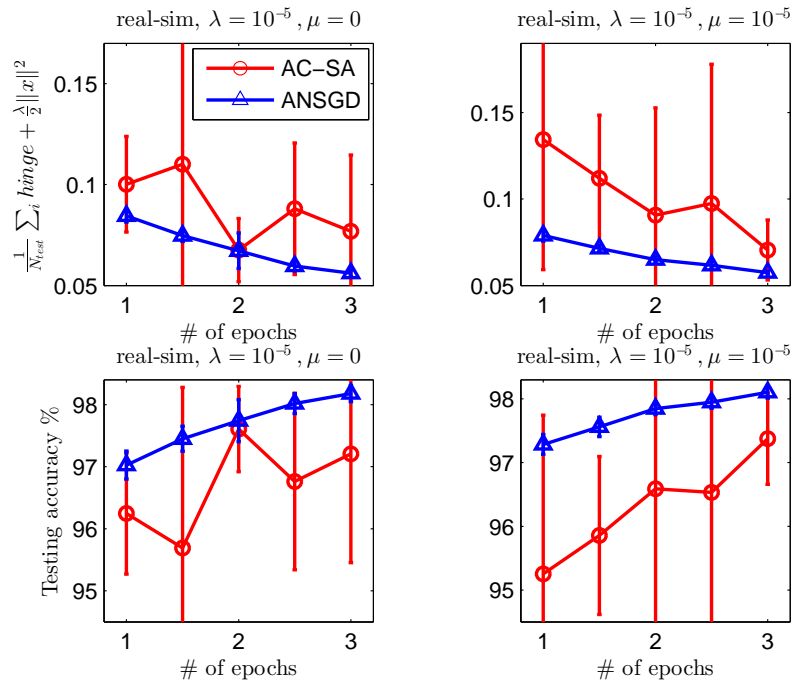 real-sim, λ = 10⁻⁵, μ = 0
real-sim, λ = 10⁻⁵, μ = 10⁻⁵
1/N_test ∑_i hinge + λ/2 ||x||²
0.15
0.1
0.05
AC−SA
ANSGD
1 2 3
# of epochs
0.15
0.1
0.05
1 2 3
# of epochs
real-sim, λ = 10⁻⁵, μ = 0
real-sim, λ = 10⁻⁵, μ = 10⁻⁵
Testing accuracy %
98
97
96
95
1 2 3
# of epochs
98
97
96
95
1 2 3
# of epochs